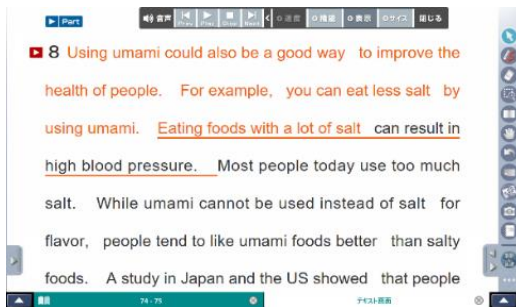 Part
音声 Prev Play Stop Next 速度 機能 表示 サイズ 閉じる
8 Using umami could also be a good way to improve the
health of people. For example, you can eat less salt by
using umami. Eating foods with a lot of salt can result in
high blood pressure. Most people today use too much
salt. While umami cannot be used instead of salt for
flavor, people tend to like umami foods better than salty
foods. A study in Japan and the US showed that people
74 - 75 テキスト画面